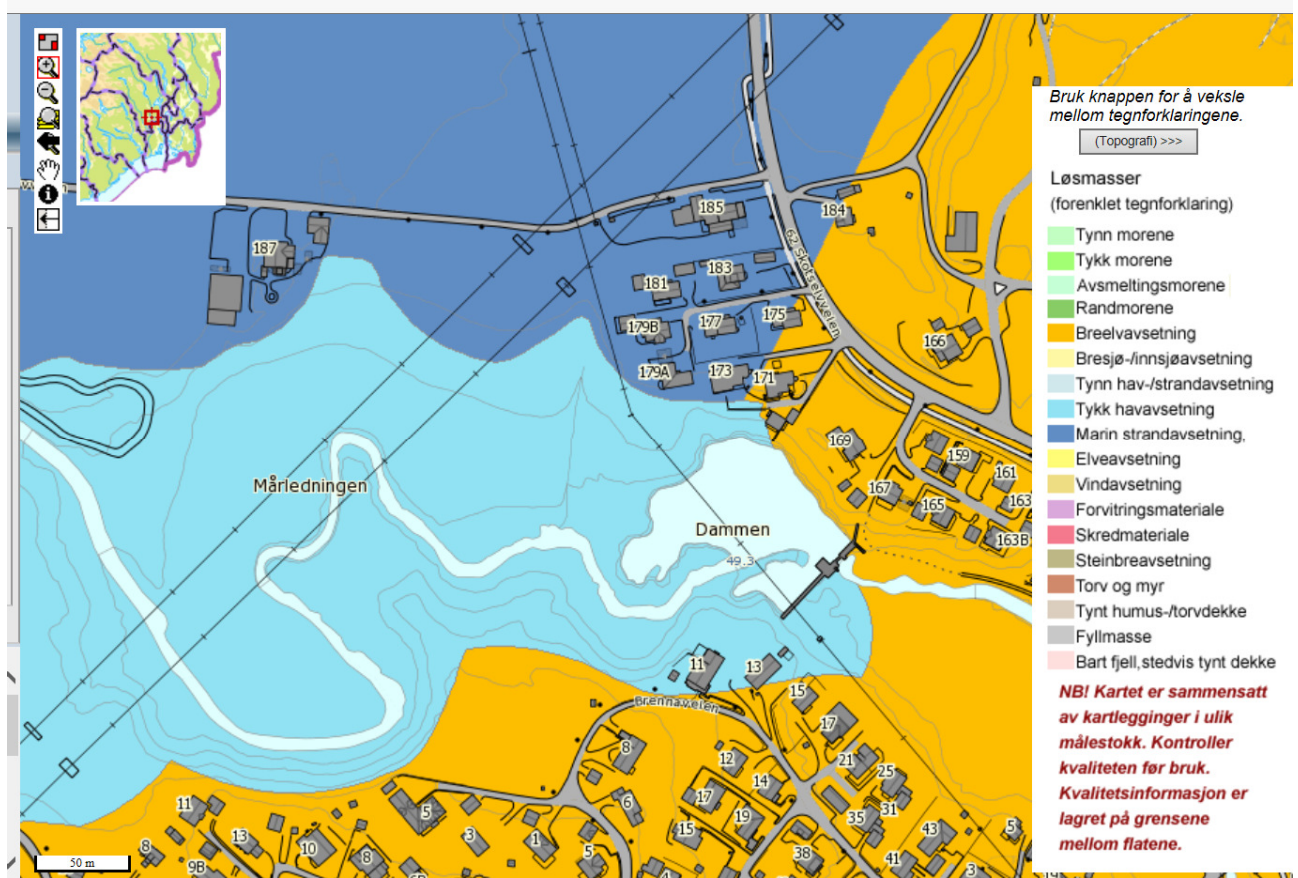 Bruk knappen for å veksle
mellom tegnforklaringene.
(Topografi) >>>
Løsmasser
(forenklet tegnforklaring)
Tynn morene
Tykk morene
Avsmeltingsmorene
Randmorene
Breelvavsetning
Bresjø-/innsjøavsetning
Tynn hav-/strandavsetning
Tykk havavsetning
Marin strandavsetning,
Elveavsetning
Vindavsetning
Forvitringsmateriale
Skredmateriale
Steinbreavsetning
Torv og myr
Tynt humus-/torvdekke
Fyllmasse
Bart fjell,stedvis tynt dekke
NB! Kartet er sammensatt
av kartlegginger i ulik
målestokk. Kontroller
kvaliteten før bruk.
Kvalitetsinformasjon er
lagret på grensene
mellom flatene.
185
184
187
62 Skotselvveien
183
181
175
177
179B
166
179A
173
171
169
159
161
Mårledningen
167
163
165
Dammen
163B
49.3
11
13
15
Brennaveien
17
8
12
21
14
25
17
11
6
5
31
35
19
13
15
43
5
3
1
10
8
8
5
38
41
9B
3
50 m